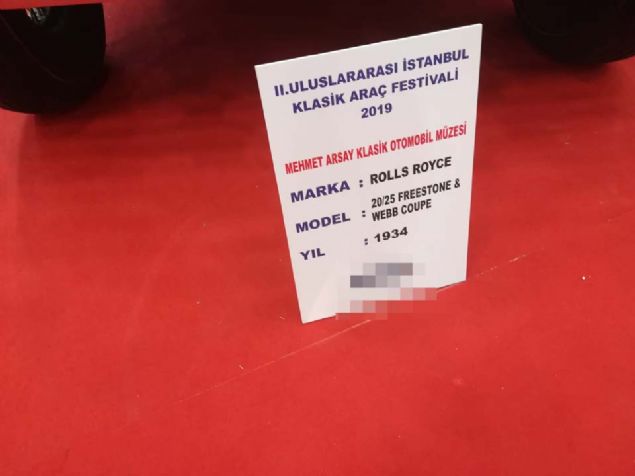 II.ULUSLARARASI İSTANBUL
KLASİK ARAÇ FESTİVALİ
2019
MEHMET ARSAY KLASİK OTOMOBİL MÜZESİ
MARKA : ROLLS ROYCE
MODEL : 20/25 FREESTONE &
WEBB COUPE
YIL : 1934